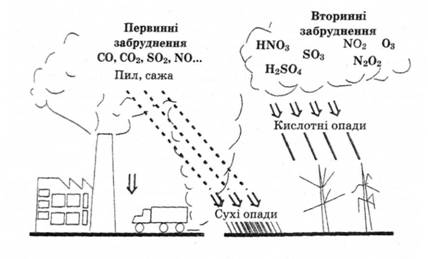 Первинні
забруднення
CO, CO₂, SO₂, NO...
Пил, сажа
Вторинні
забруднення
HNO₃
SO₃
NO₂
O₃
H₂SO₄
N₂O₂
Кислотні опади
Сухі опади